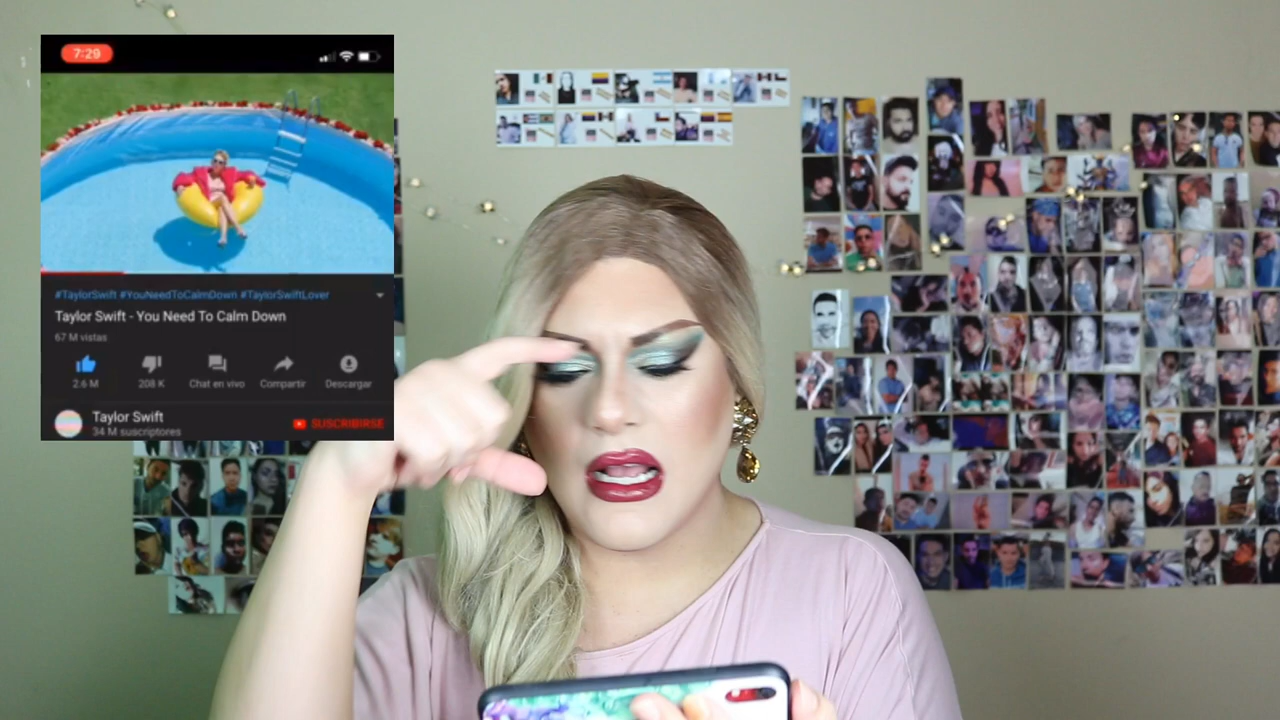 7:29
#TaylorSwift #YouNeedToCalmDown #TaylorSwiftLover
Taylor Swift - You Need To Calm Down
67 M vistas
2.6 M 208 K Chat en vivo Compartir Descargar
Taylor Swift
34 M suscriptores
SUSCRIBIRSE